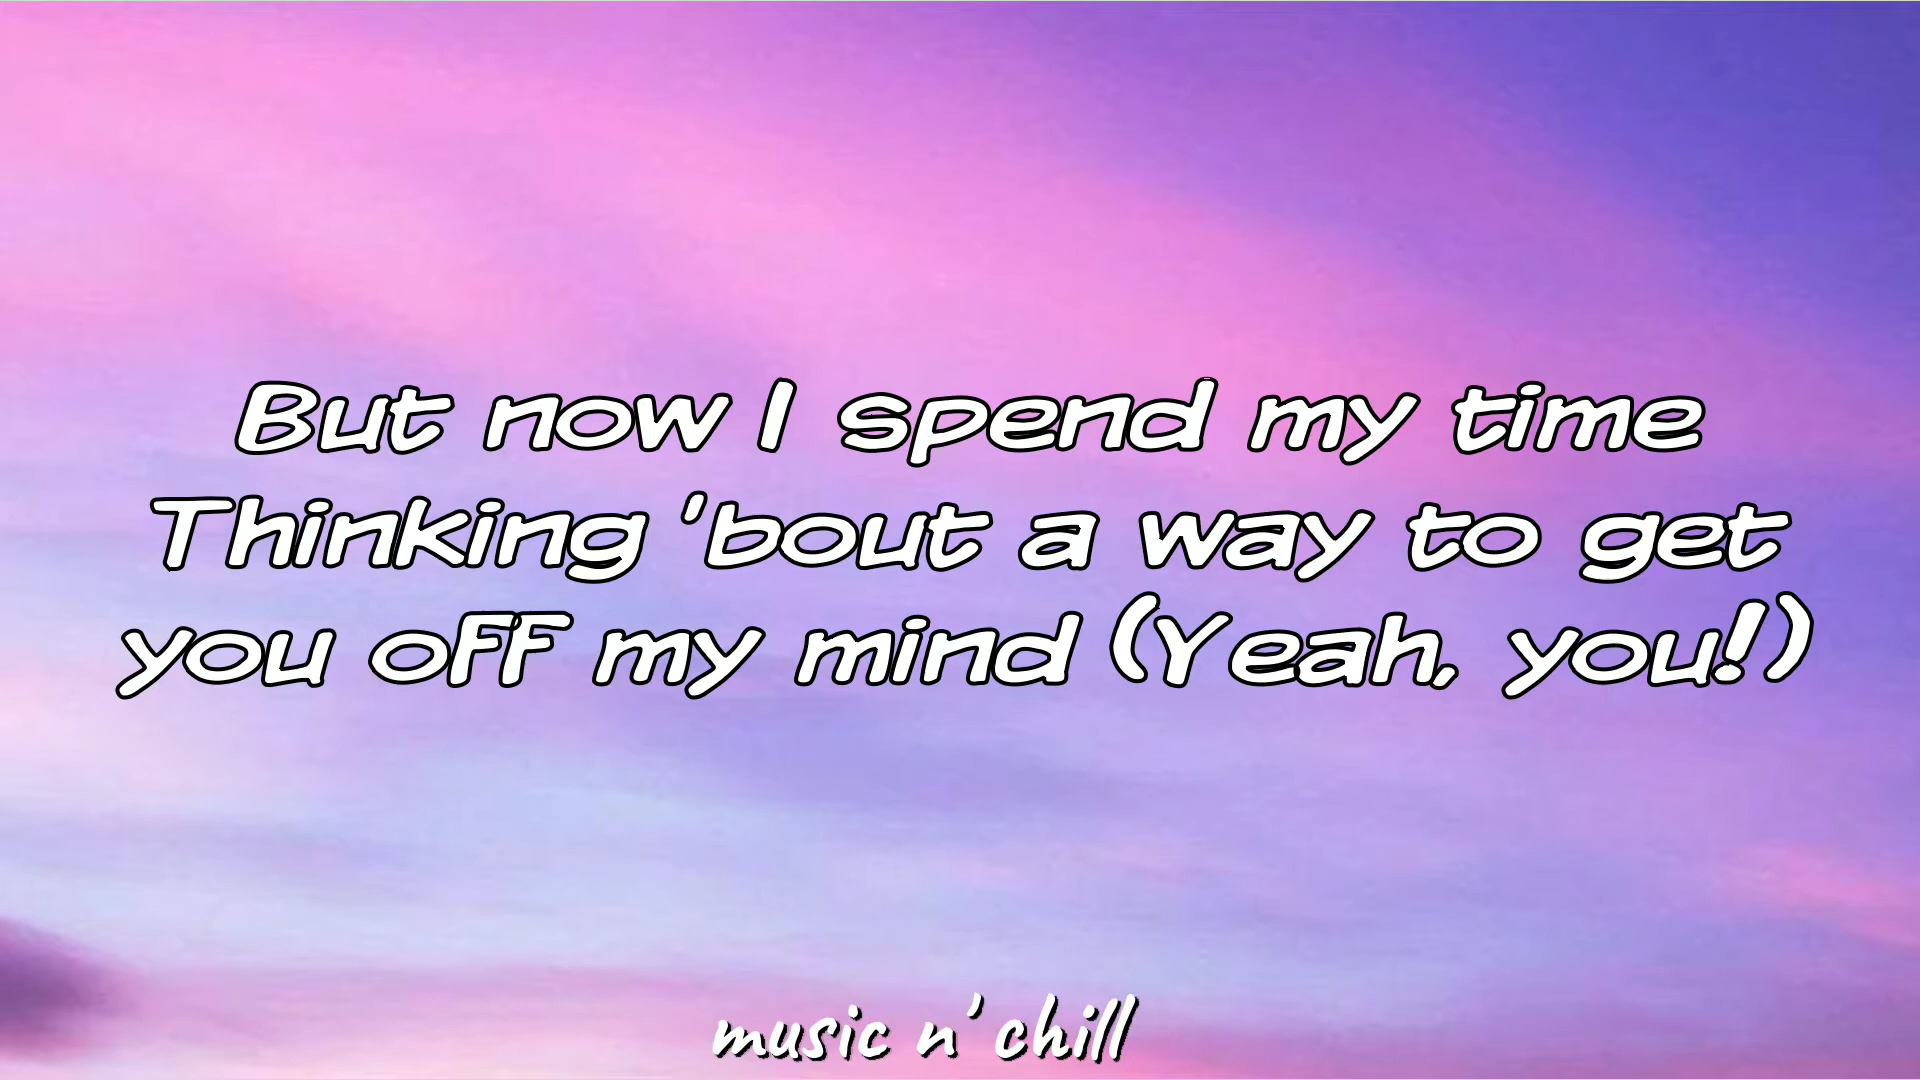 But now I spend my time
Thinking 'bout a way to get
you off my mind (Yeah, you!)
music n' chill